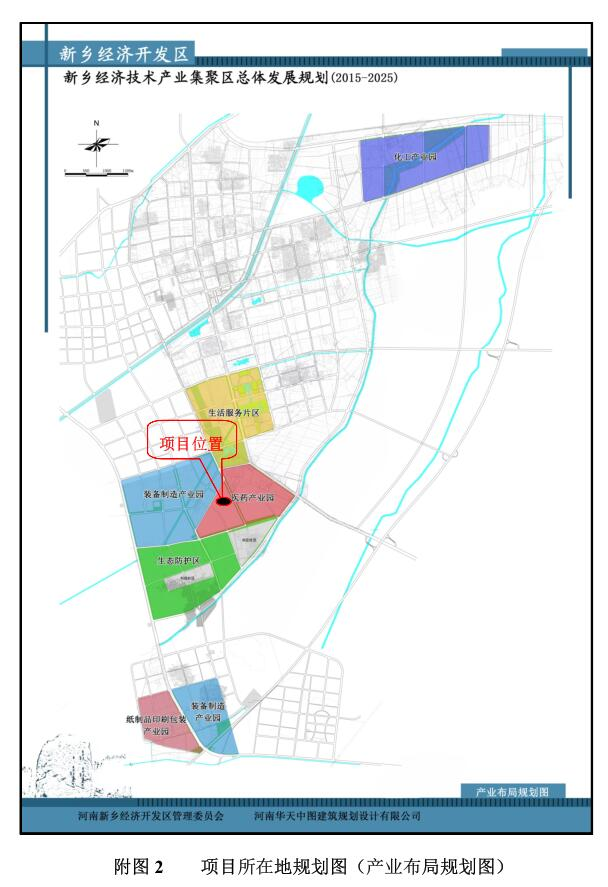 新乡经济开发区
新乡经济技术产业集聚区总体发展规划(2015-2025)
N
化工产业园
生活服务片区
项目位置
装备制造产业园
医药产业园
生态防护区
装备制造
产业园
纸制品印刷包装
产业园
产业布局规划图
河南新乡经济开发区管理委员会 河南华天中图建筑规划设计有限公司
附图 2 项目所在地规划图（产业布局规划图）